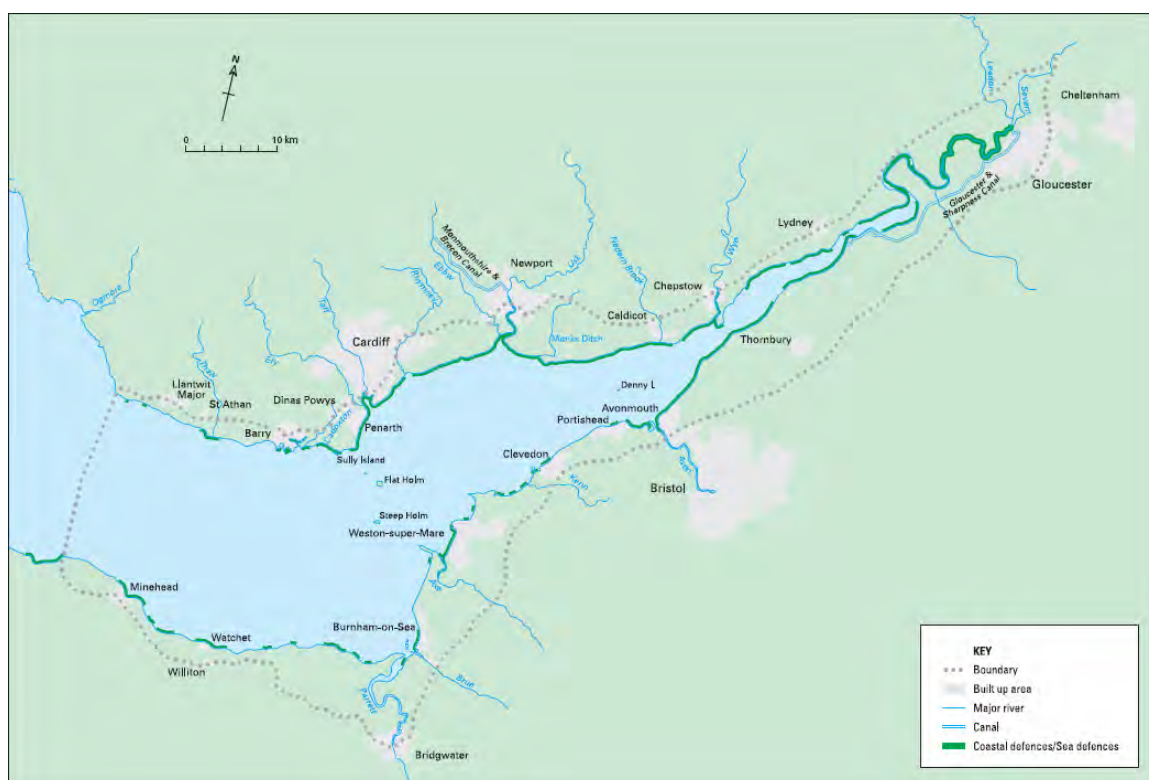 N
0 10 km
Leadon
Severn
Cheltenham
Gloucester
Gloucester &
Sharpness Canal
Lydney
Wye
Nedern Brook
Usk
Monmouthshire &
Brecon Canal
Ebbw
Newport
Rhymney
Chepstow
Caldicot
Monks Ditch
Ogmore
Taff
Ely
Thaw
Cardiff
Thornbury
Llantwit
Major
St Athan
Dinas Powys
Cadoxton
Barry
Penarth
Denny I.
Avonmouth
Portishead
Sully Island
Clevedon
Flat Holm
Kenn
Avon
Bristol
Steep Holm
Weston-super-Mare
Axe
Minehead
Burnham-on-Sea
Watchet
Williton
Brue
Parrett
Bridgwater
KEY
Boundary
Built up area
Major river
Canal
Coastal defences/Sea defences